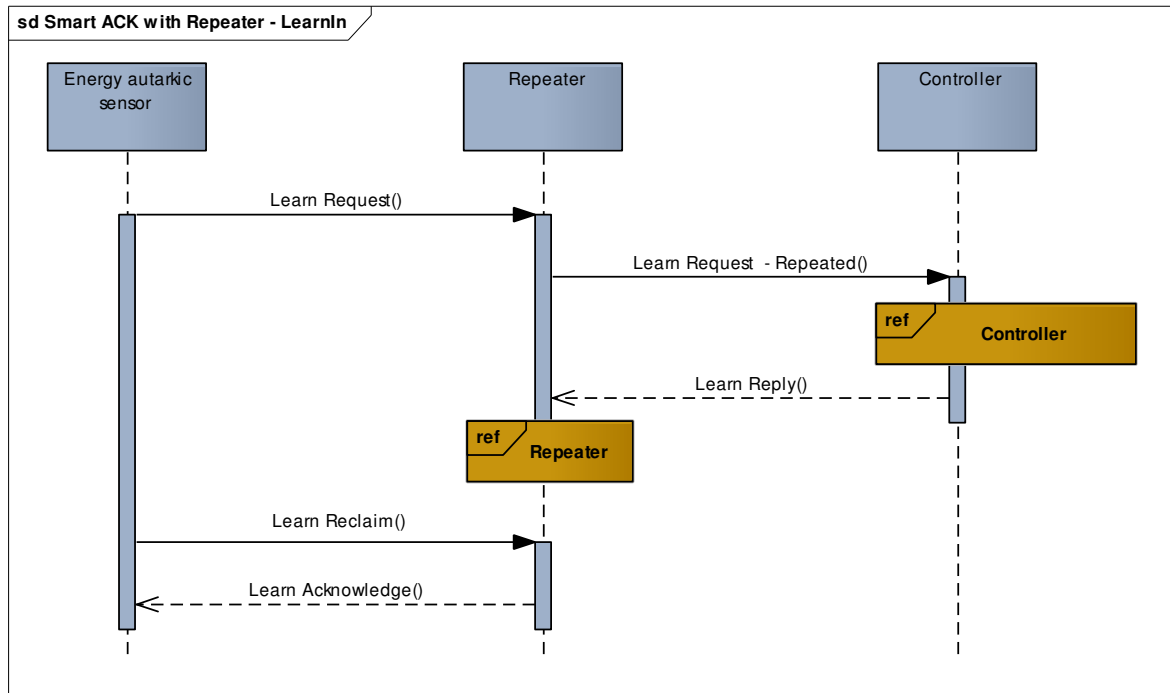 sd Smart ACK with Repeater - LearnIn
Energy autarkic
sensor
Repeater
Controller
Learn Request()
Learn Request - Repeated()
ref
Controller
Learn Reply()
ref
Repeater
Learn Reclaim()
Learn Acknowledge()